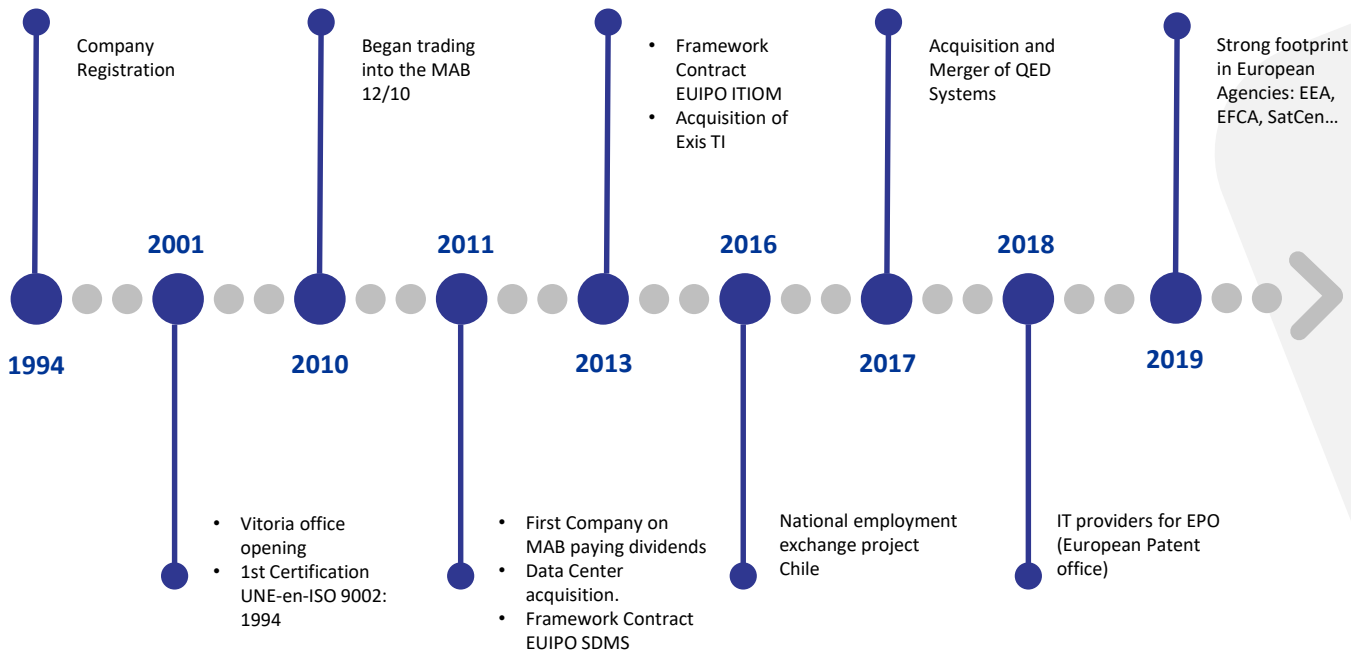 Company
Registration
Began trading
into the MAB
12/10
• Framework
Contract
EUIPO ITIOM
• Acquisition of
Exis TI
Acquisition and
Merger of QED
Systems
Strong footprint
in European
Agencies: EEA,
EFCA, SatCen…
2001
2011
2016
2018
1994
2010
2013
2017
2019
• Vitoria office
opening
• 1st Certification
UNE-en-ISO 9002:
1994
• First Company on
MAB paying dividends
• Data Center
acquisition.
• Framework Contract
EUIPO SDMS
National employment
exchange project
Chile
IT providers for EPO
(European Patent
office)